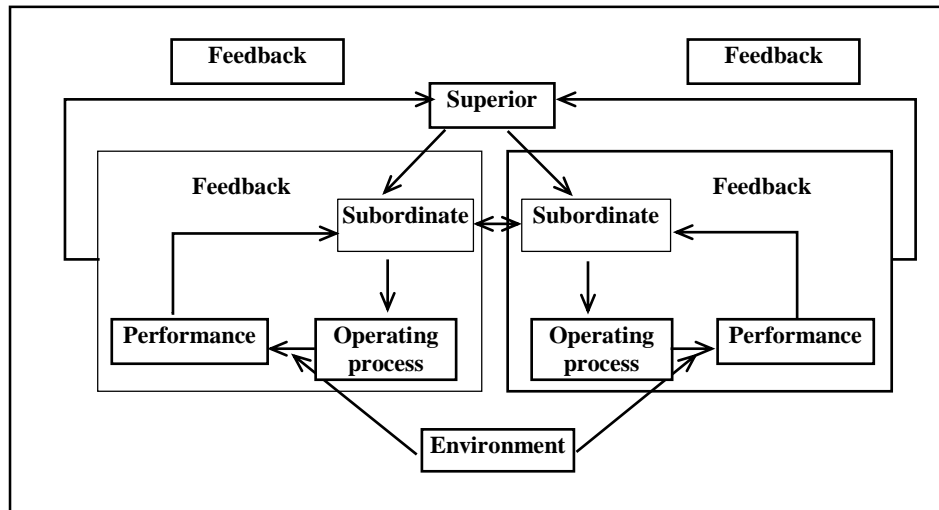 Feedback
Feedback
Superior
Feedback
Feedback
Subordinate
Subordinate
Performance
Operating
process
Operating
process
Performance
Environment